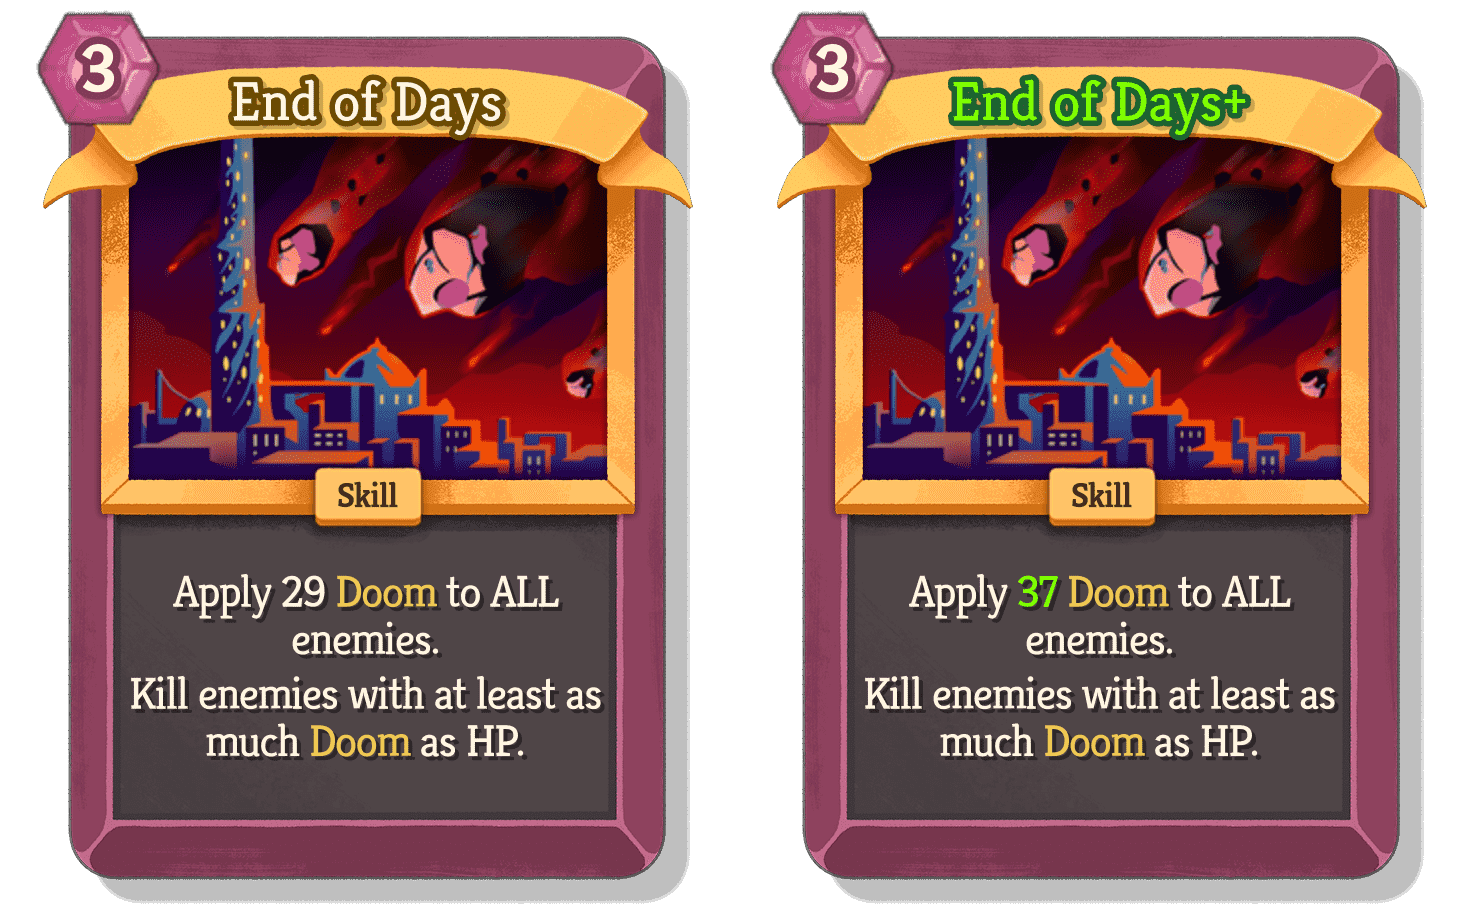 3
End of Days
Skill
Apply 29 Doom to ALL
enemies.
Kill enemies with at least as
much Doom as HP.
3
End of Days+
Skill
Apply 37 Doom to ALL
enemies.
Kill enemies with at least as
much Doom as HP.